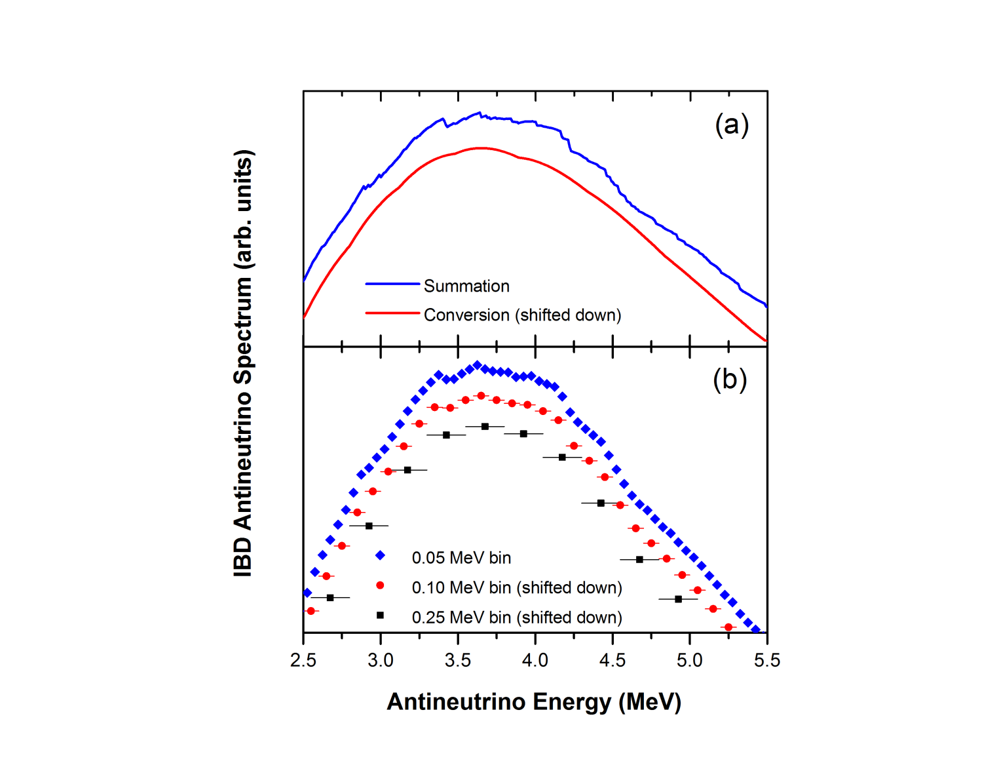 IBD Antineutrino Spectrum (arb. units)
(a)
Summation
Conversion (shifted down)
(b)
0.05 MeV bin
0.10 MeV bin (shifted down)
0.25 MeV bin (shifted down)
2.5 3.0 3.5 4.0 4.5 5.0 5.5
Antineutrino Energy (MeV)